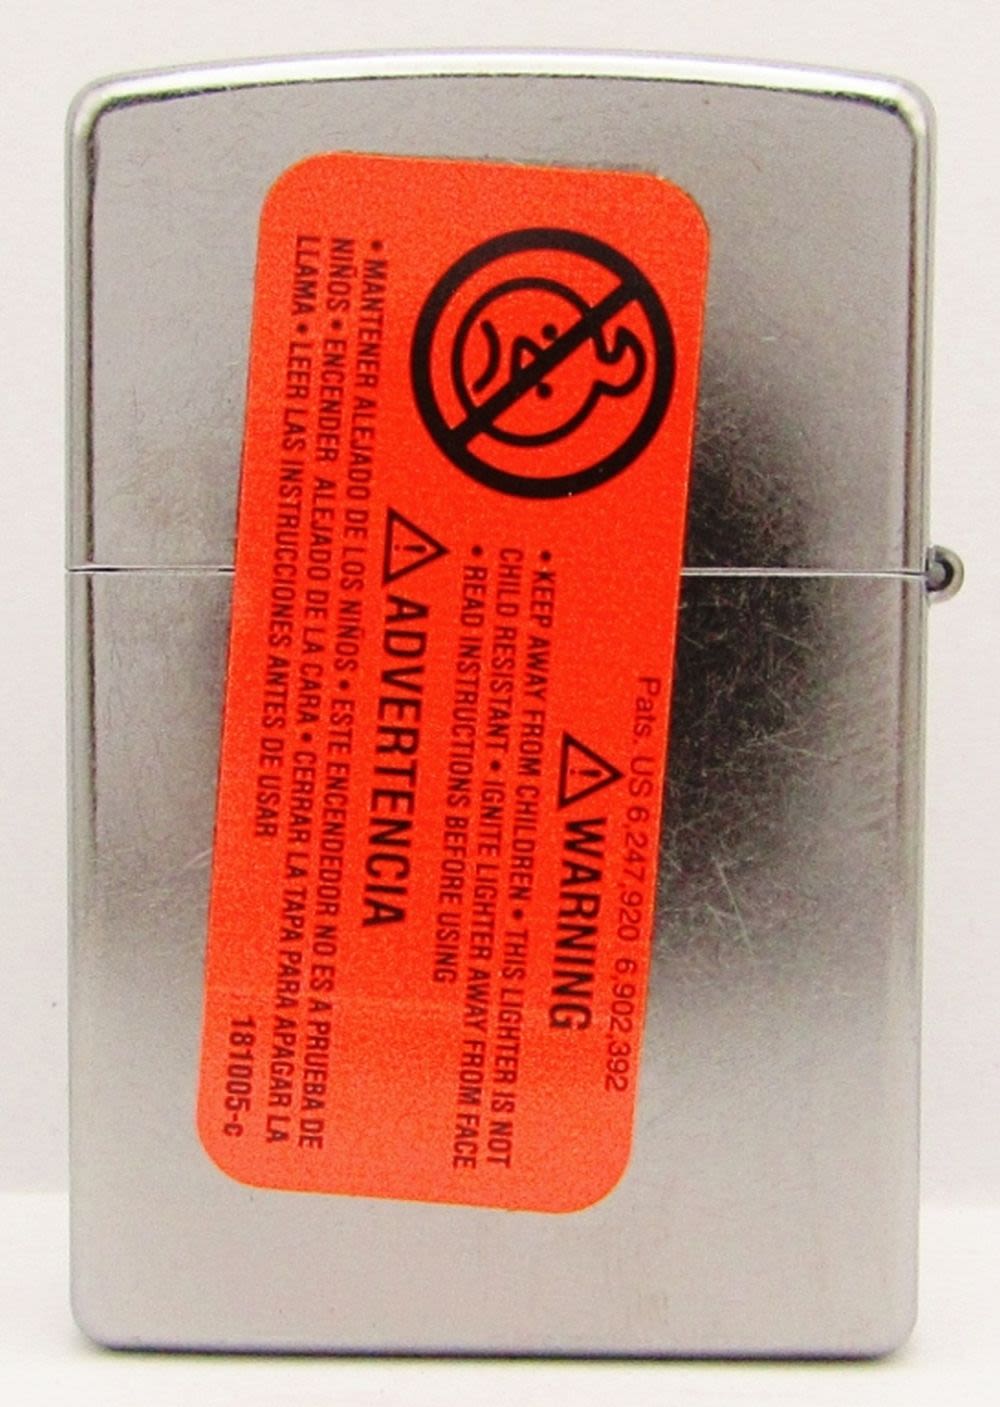 Pats. US 6,247,920 6,902,392
WARNING
• KEEP AWAY FROM CHILDREN • THIS LIGHTER IS NOT
CHILD RESISTANT • IGNITE LIGHTER AWAY FROM FACE
• READ INSTRUCTIONS BEFORE USING
ADVERTENCIA
• MANTENER ALEJADO DE LOS NIÑOS • ESTE ENCENDEDOR NO ES A PRUEBA DE
NIÑOS • ENCENDER ALEJADO DE LA CARA • CERRAR LA TAPA PARA APAGAR LA
LLAMA • LEER LAS INSTRUCCIONES ANTES DE USAR
181005-c